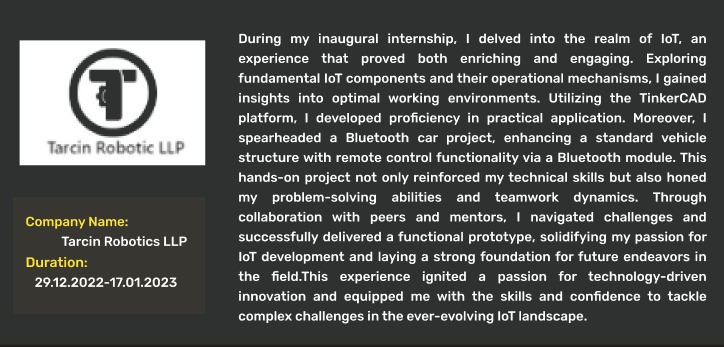 Tarcin Robotic LLP
Company Name:
Tarcin Robotics LLP
Duration:
29.12.2022-17.01.2023
During my inaugural internship, I delved into the realm of IoT, an
experience that proved both enriching and engaging. Exploring
fundamental IoT components and their operational mechanisms, I gained
insights into optimal working environments. Utilizing the TinkerCAD
platform, I developed proficiency in practical application. Moreover, I
spearheaded a Bluetooth car project, enhancing a standard vehicle
structure with remote control functionality via a Bluetooth module. This
hands-on project not only reinforced my technical skills but also honed
my problem-solving abilities and teamwork dynamics. Through
collaboration with peers and mentors, I navigated challenges and
successfully delivered a functional prototype, solidifying my passion for
IoT development and laying a strong foundation for future endeavors in
the field.This experience ignited a passion for technology-driven
innovation and equipped me with the skills and confidence to tackle
complex challenges in the ever-evolving IoT landscape.